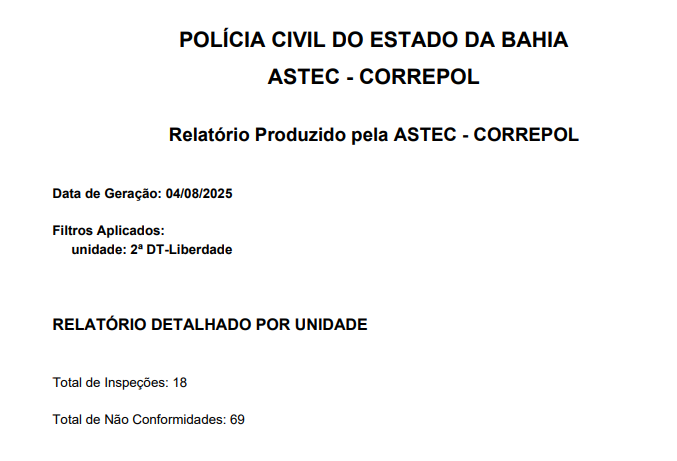 POLÍCIA CIVIL DO ESTADO DA BAHIA
ASTEC - CORREPOL
Relatório Produzido pela ASTEC - CORREPOL
Data de Geração: 04/08/2025
Filtros Aplicados:
unidade: 2ª DT-Liberdade
RELATÓRIO DETALHADO POR UNIDADE
Total de Inspeções: 18
Total de Não Conformidades: 69